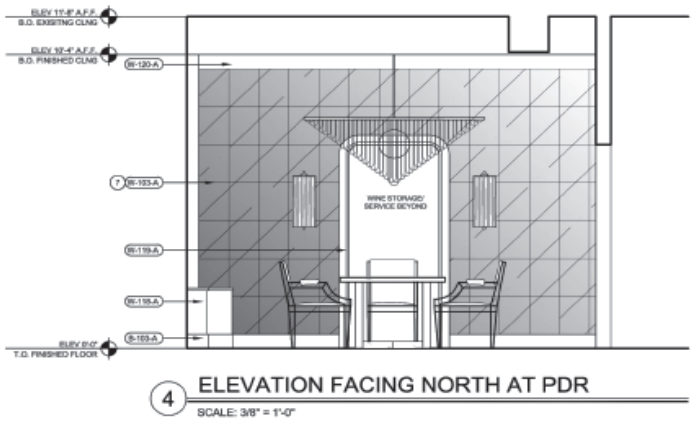 ELEV 11'-8" A.F.F.
B.O. EXISITNG CLNG
ELEV 10'-4" A.F.F.
B.O. FINISHED CLNG
W-120-A
7 W-103-A
WINE STORAGE/
SERVICE BEYOND
W-119-A
W-118-A
B-103-A
ELEV 0'-0"
T.O. FINISHED FLOOR
4 ELEVATION FACING NORTH AT PDR
SCALE: 3/8" = 1'-0"